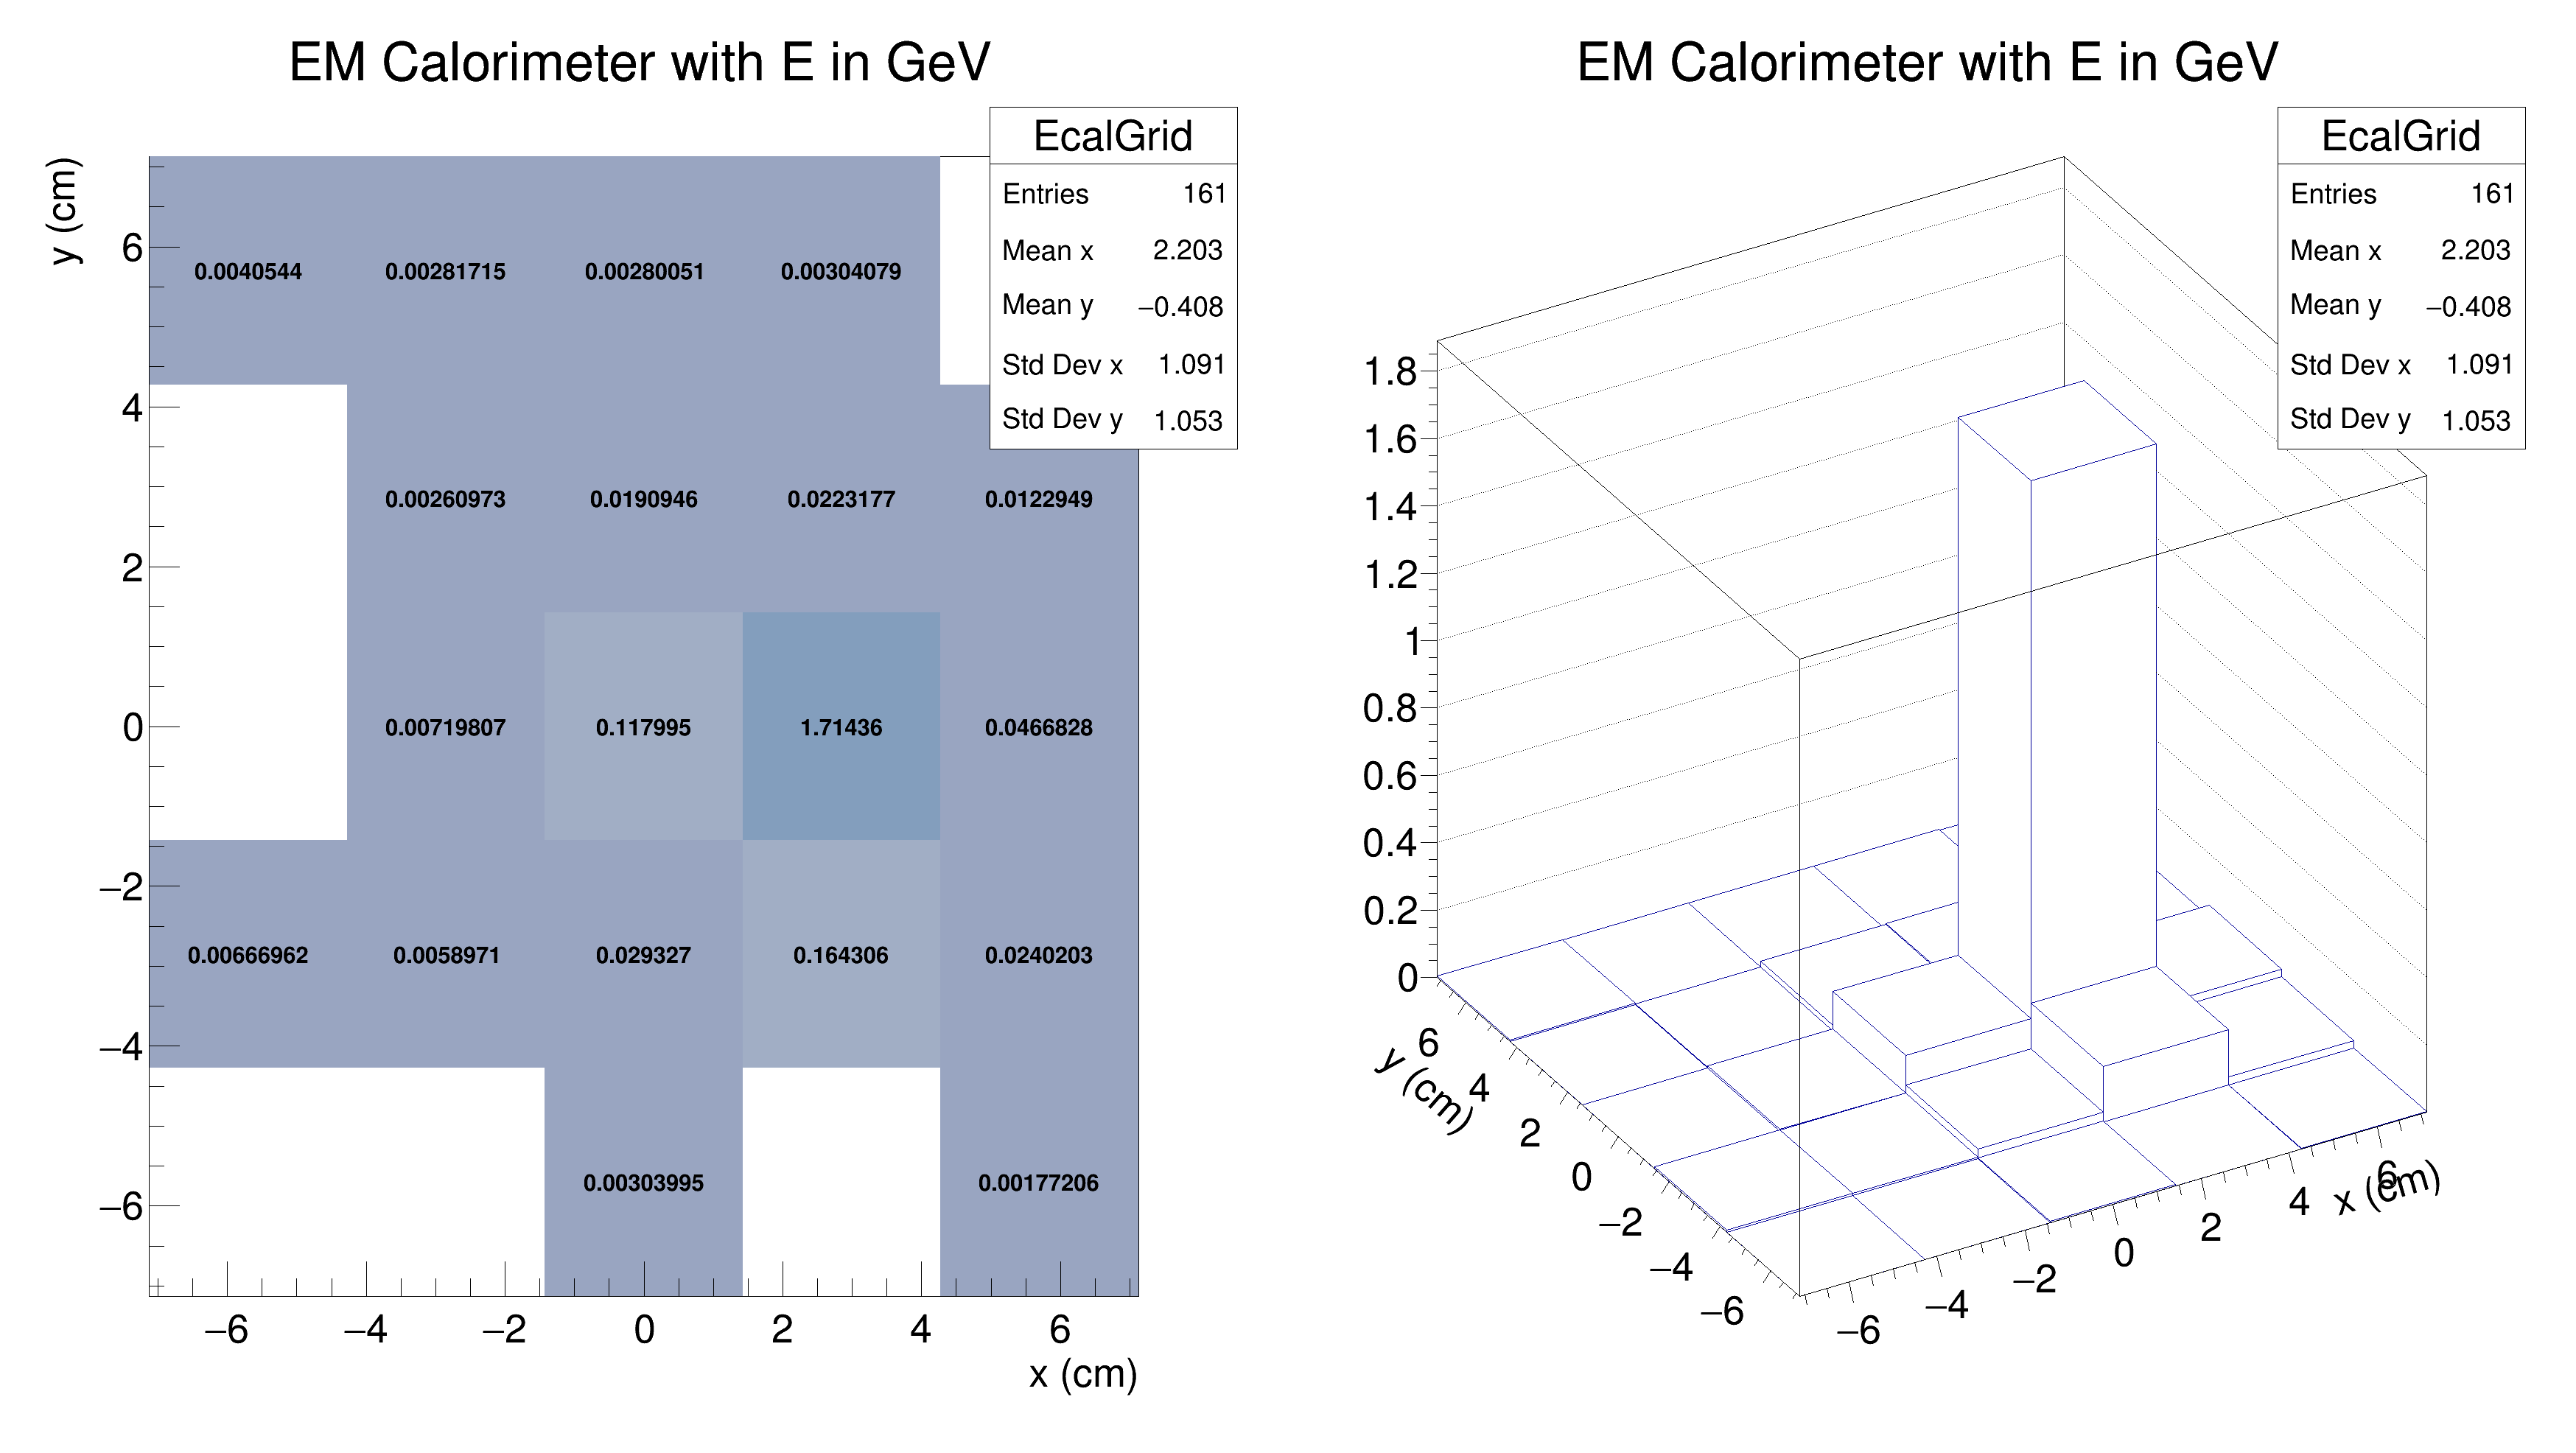 EM Calorimeter with E in GeV
EcalGrid
Entries 161
Mean x 2.203
Mean y −0.408
Std Dev x 1.091
Std Dev y 1.053
y (cm)
6
4
2
0
−2
−4
−6
0.0040544 0.00281715 0.00280051 0.00304079
0.00260973 0.0190946 0.0223177 0.0122949
0.00719807 0.117995 1.71436 0.0466828
0.00666962 0.0058971 0.029327 0.164306 0.0240203
0.00303995 0.00177206
−6 −4 −2 0 2 4 6
x (cm)
EM Calorimeter with E in GeV
EcalGrid
Entries 161
Mean x 2.203
Mean y −0.408
Std Dev x 1.091
Std Dev y 1.053
1.8
1.6
1.4
1.2
1
0.8
0.6
0.4
0.2
0
y (cm)
6
4
2
0
−2
−4
−6
−6 −4 −2 0 2 4 6
x (cm)